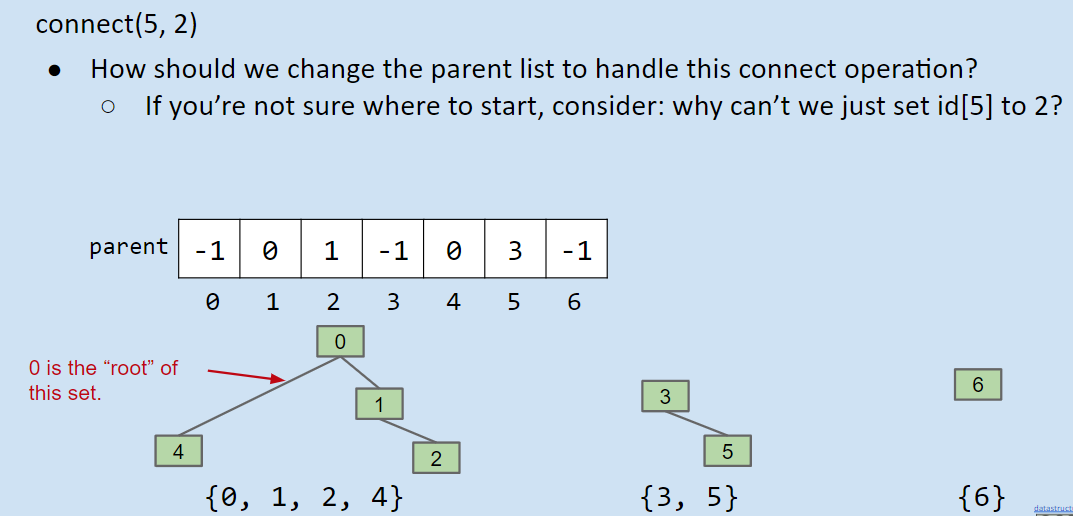 connect(5, 2)
● How should we change the parent list to handle this connect operation?
○ If you’re not sure where to start, consider: why can’t we just set id[5] to 2?
parent -1 0 1 -1 0 3 -1
0 1 2 3 4 5 6
0
0 is the “root” of
this set.
1
4
2
3
5
6
{0, 1, 2, 4} {3, 5} {6}